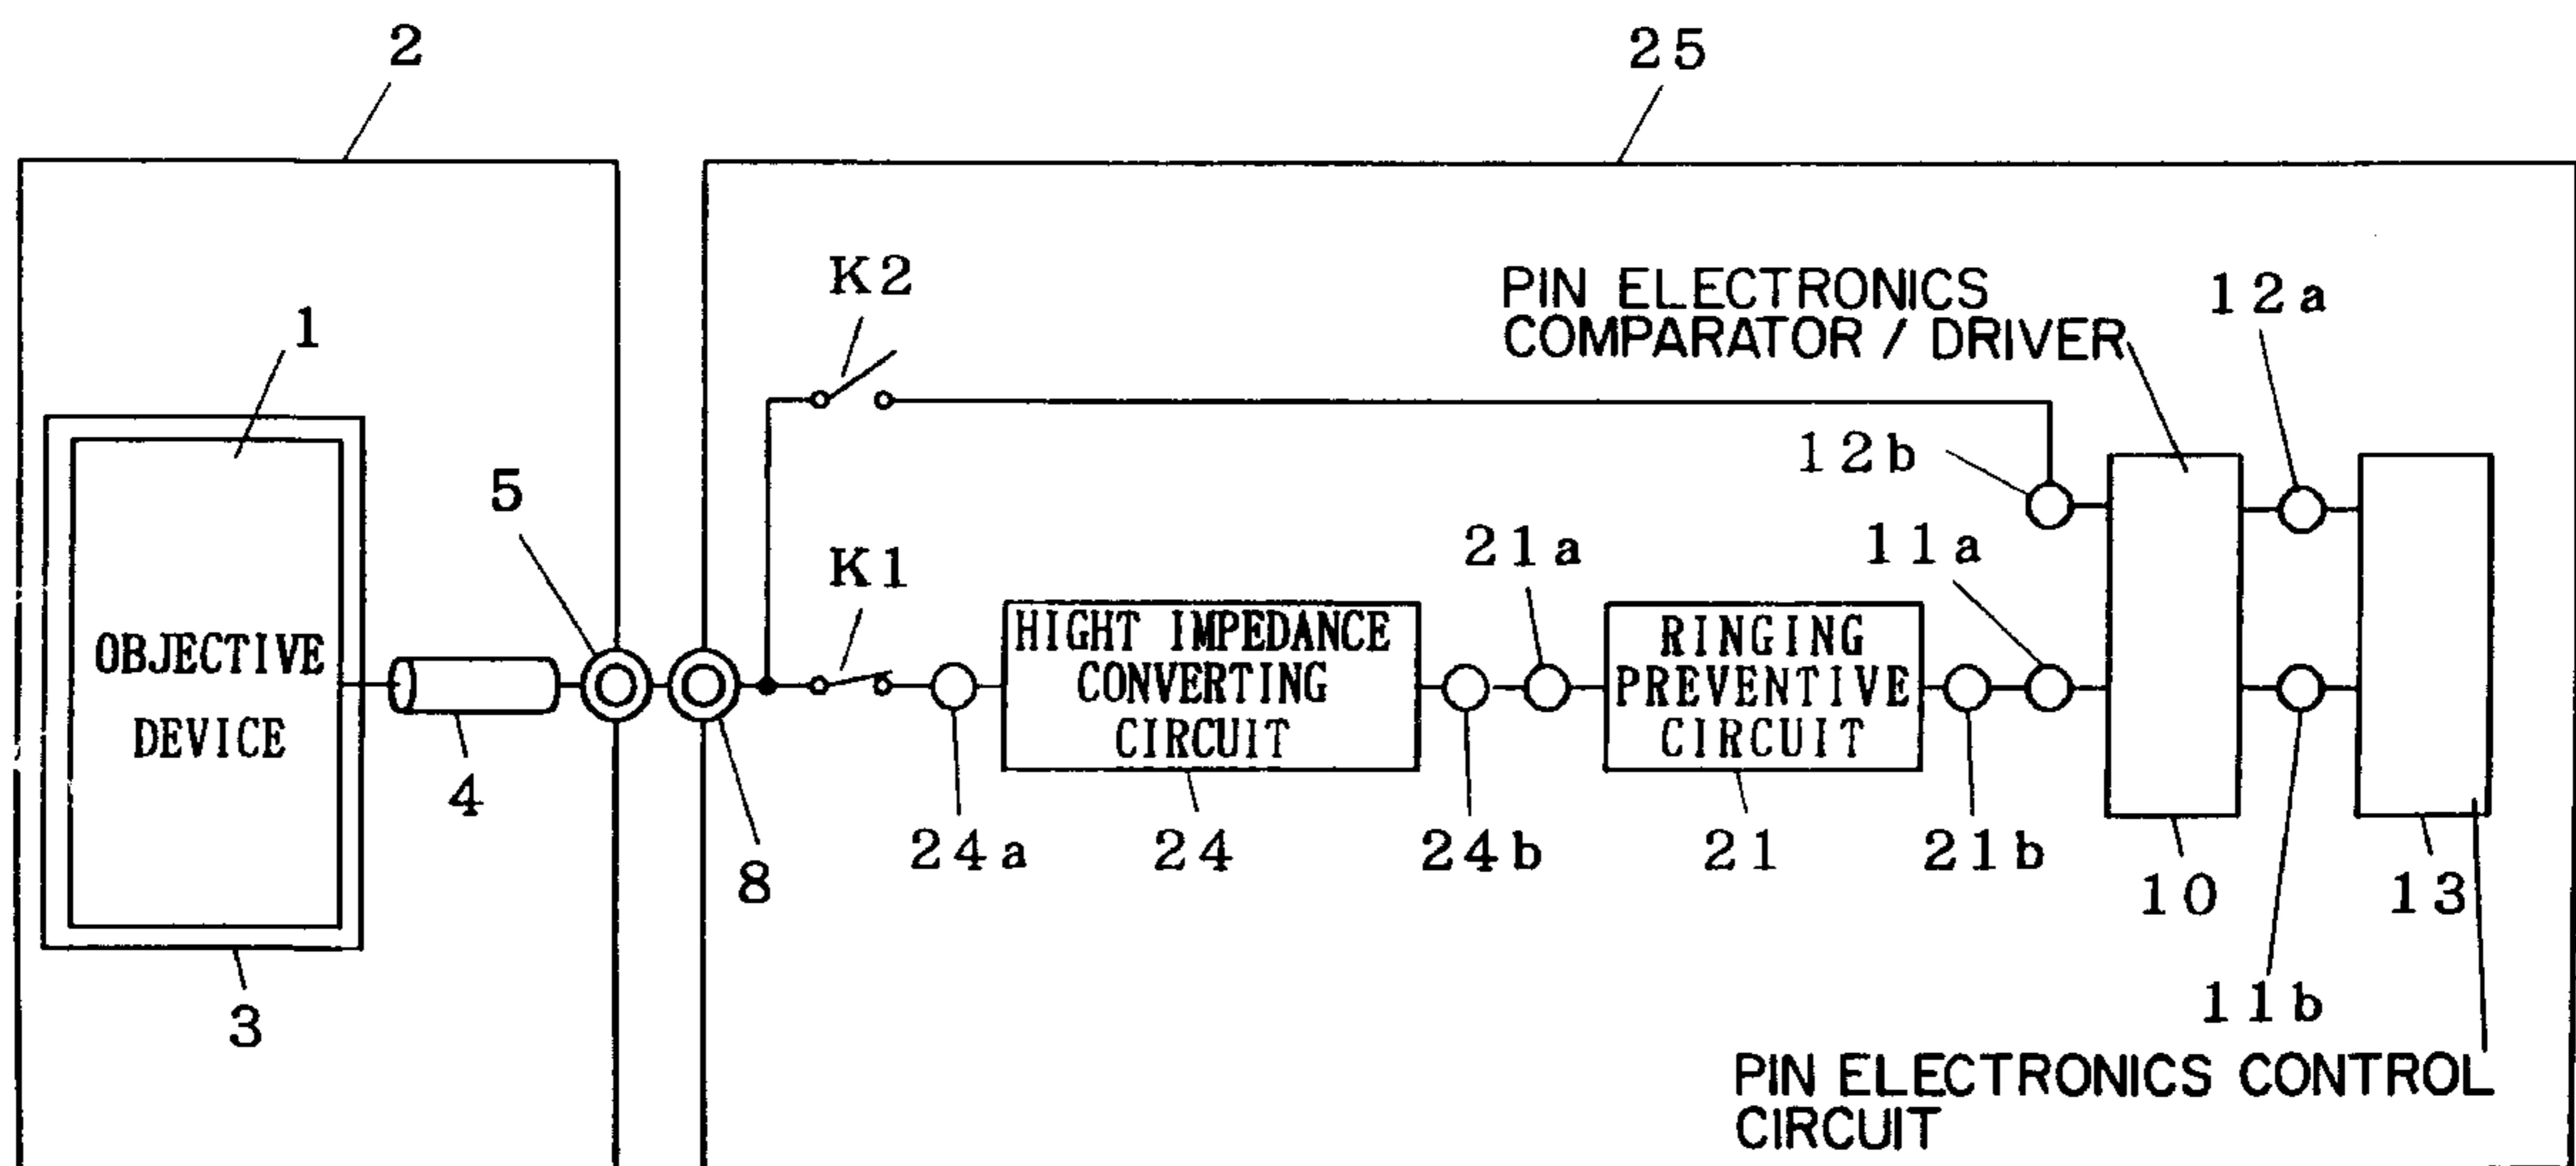 2
25
K2
PIN ELECTRONICS
COMPARATOR / DRIVER
12a
1
12b
5
K1
21a
11a
OBJECTIVE
DEVICE
HIGHT IMPEDANCE
CONVERTING
CIRCUIT
RINGING
PREVENTIVE
CIRCUIT
4
8
24a
24
24b
21
21b
10
13
3
11b
PIN ELECTRONICS CONTROL
CIRCUIT